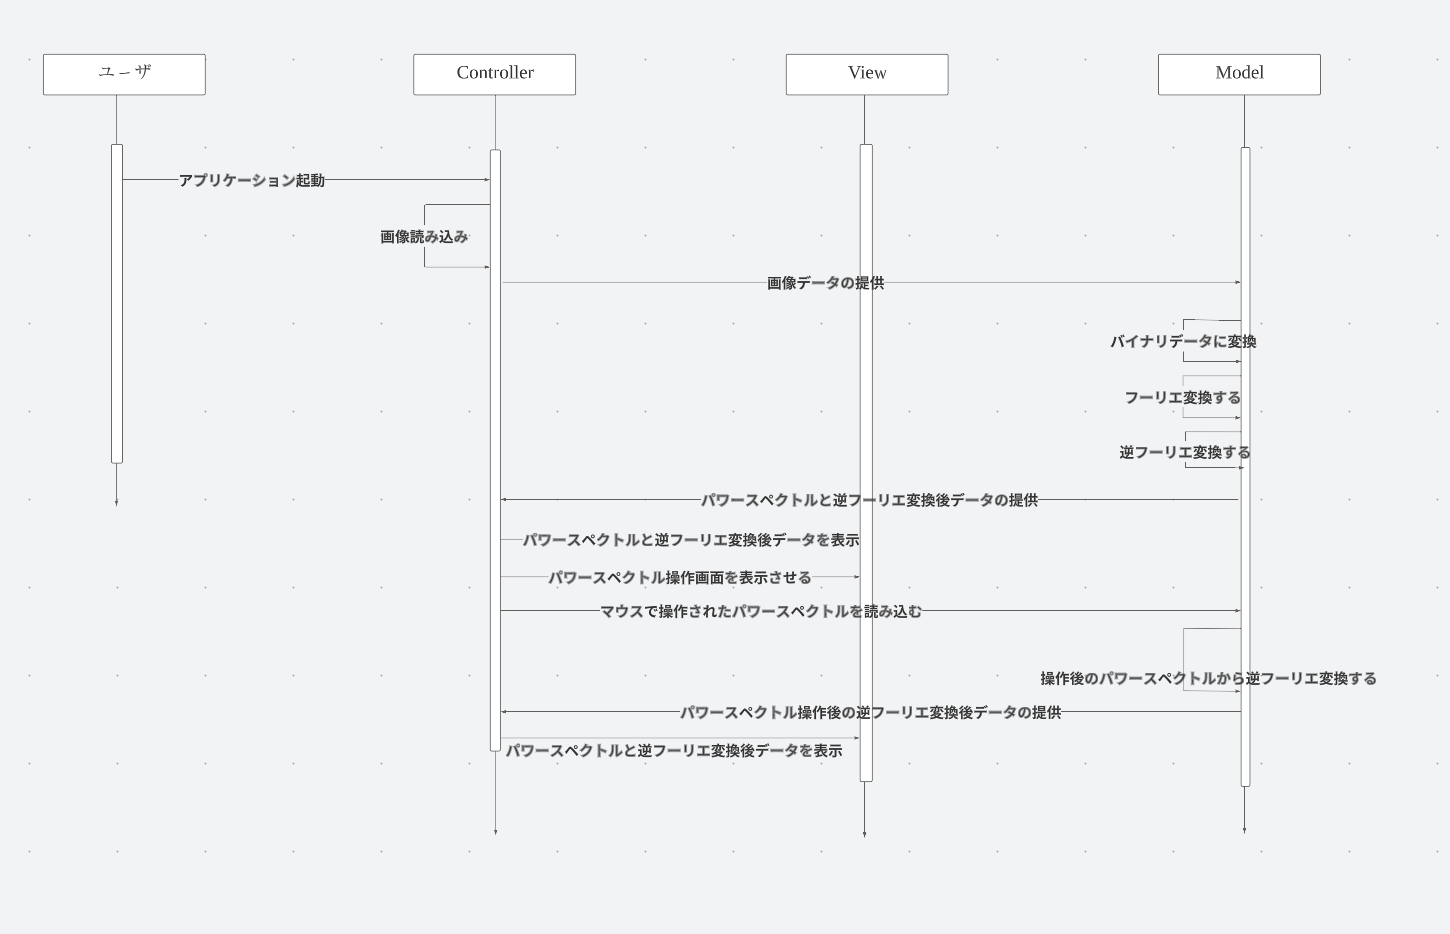 ユーザ
Controller
View
Model
アプリケーション起動
画像読み込み
画像データの提供
バイナリデータに変換
フーリエ変換する
逆フーリエ変換する
パワースペクトルと逆フーリエ変換後データの提供
パワースペクトルと逆フーリエ変換後データを表示
パワースペクトル操作画面を表示させる
マウスで操作されたパワースペクトルを読み込む
操作後のパワースペクトルから逆フーリエ変換する
パワースペクトル操作後の逆フーリエ変換後データの提供
パワースペクトルと逆フーリエ変換後データを表示